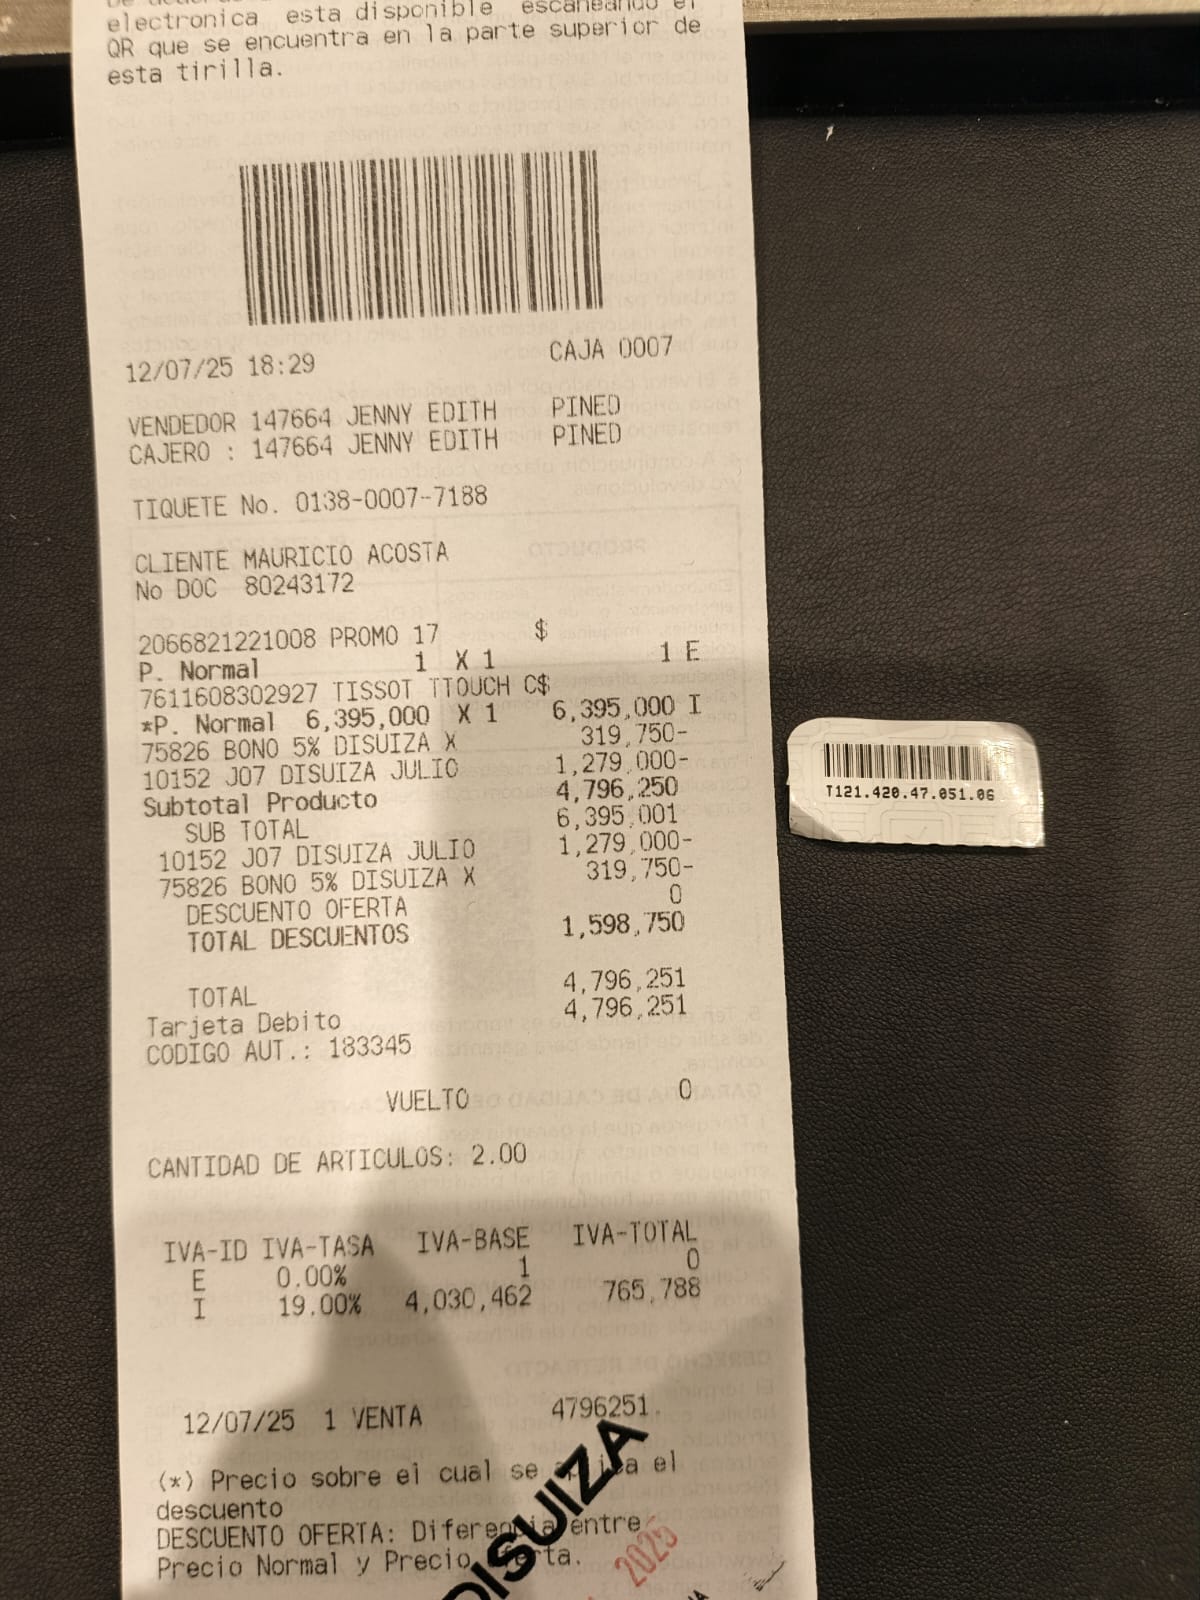 electronica esta disponible escaneando el
QR que se encuentra en la parte superior de
esta tirilla.
12/07/25 18:29 CAJA 0007
VENDEDOR 147664 JENNY EDITH PINED
CAJERO : 147664 JENNY EDITH PINED
TIQUETE No. 0138-0007-7188
CLIENTE MAURICIO ACOSTA
No DOC 80243172
2066821221008 PROMO 17 $
P. Normal 1 X 1 1 E
7611608302927 TISSOT TTOUCH C$
*P. Normal 6,395,000 X 1 6,395,000 I
75826 BONO 5% DISUIZA X 319,750-
10152 J07 DISUIZA JULIO 1,279,000-
Subtotal Producto 4,796,250
SUB TOTAL 6,395,001
10152 J07 DISUIZA JULIO 1,279,000-
75826 BONO 5% DISUIZA X 319,750-
DESCUENTO OFERTA 0
TOTAL DESCUENTOS 1,598,750
TOTAL 4,796,251
Tarjeta Debito 4,796,251
CODIGO AUT.: 183345
VUELTO 0
CANTIDAD DE ARTICULOS: 2.00
IVA-ID IVA-TASA IVA-BASE IVA-TOTAL
E 0.00% 1 0
I 19.00% 4,030,462 765,788
12/07/25 1 VENTA 4796251.
(*) Precio sobre el cual se aplica el
descuento
DESCUENTO OFERTA: Diferencia entre
Precio Normal y Precio Oferta.
DISUIZA
2025
T121.420.47.051.06